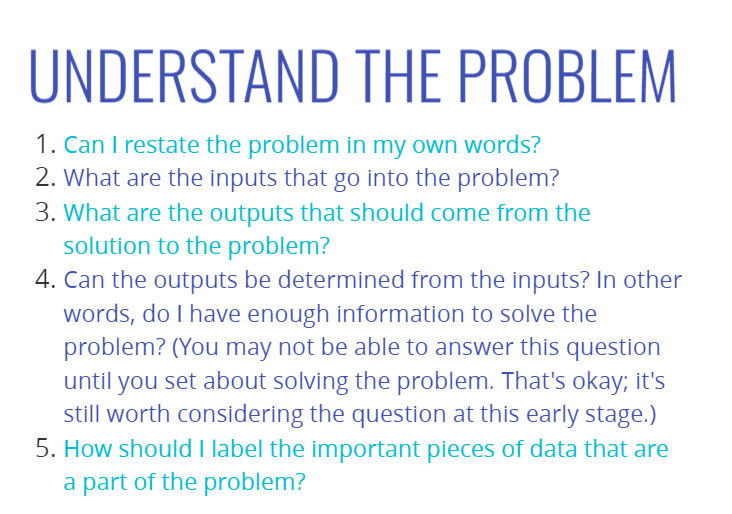 UNDERSTAND THE PROBLEM
1. Can I restate the problem in my own words?
2. What are the inputs that go into the problem?
3. What are the outputs that should come from the
solution to the problem?
4. Can the outputs be determined from the inputs? In other
words, do I have enough information to solve the
problem? (You may not be able to answer this question
until you set about solving the problem. That's okay; it's
still worth considering the question at this early stage.)
5. How should I label the important pieces of data that are
a part of the problem?